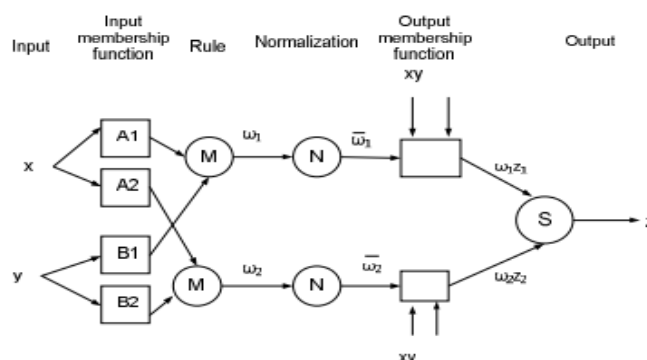 Input
Input membership function
Rule
Normalization
Output membership function
Output
xy
x
A1
A2
M
ω₁
N
ω̅₁
ω₁z₁
S
y
B1
B2
M
ω₂
N
ω̅₂
ω₂z₂
xy